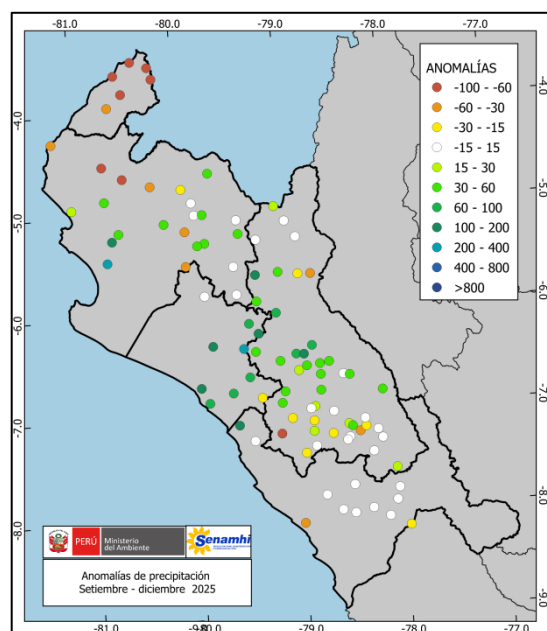 -81.0 -80.0 -79.0 -78.0 -77.0
-4.0
-5.0
-6.0
-7.0
-8.0
-4.0
-5.0
-6.0
-7.0
-8.0
-9.0
ANOMALÍAS
-100 - -60
-60 - -30
-30 - -15
-15 - 15
15 - 30
30 - 60
60 - 100
100 - 200
200 - 400
400 - 800
>800
PERÚ
Ministerio
del Ambiente
Senamhi
Anomalías de precipitación
Setiembre - diciembre 2025
-81.0 -80.0 -79.0 -78.0 -77.0